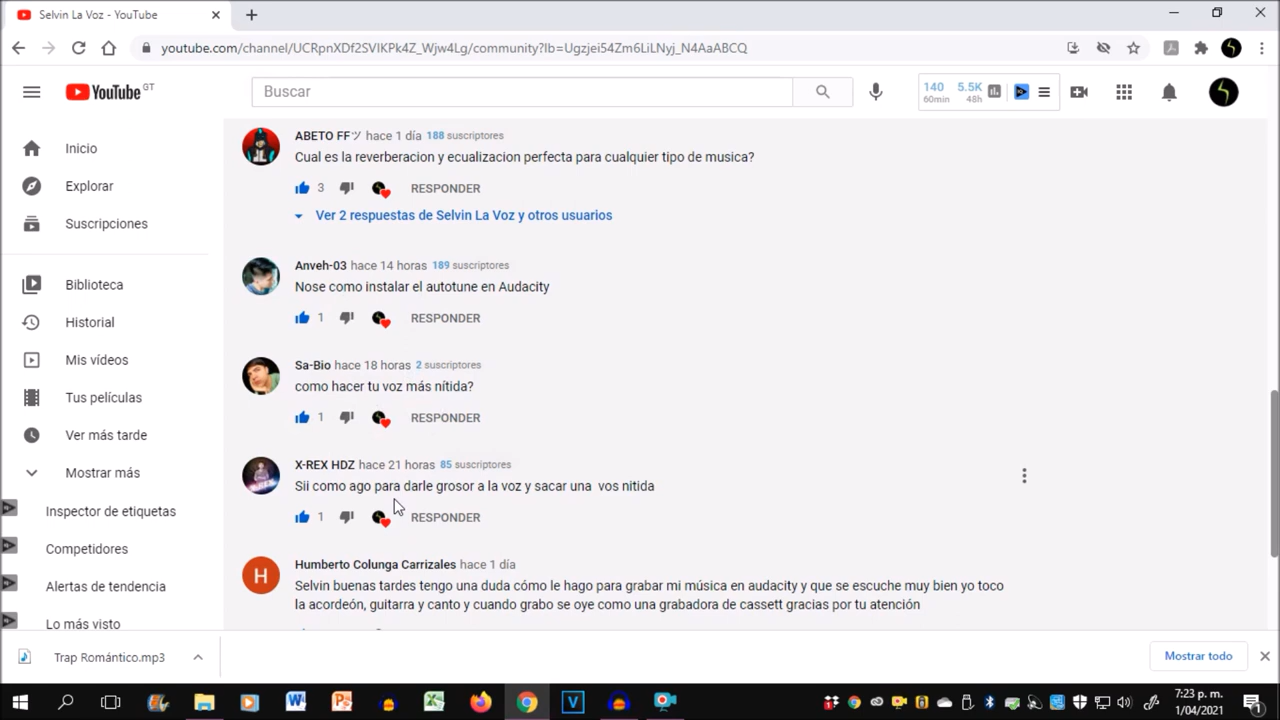 Selvin La Voz - YouTube
youtube.com/channel/UCRpnXDf2SVIKPk4Z_Wjw4Lg/community?lb=Ugzjei54Zm6LiLNyj_N4AaABCQ
YouTube GT
Buscar
140 5.5K
60min 48h
Inicio
Explorar
Suscripciones
Biblioteca
Historial
Mis vídeos
Tus películas
Ver más tarde
Mostrar más
Inspector de etiquetas
Competidores
Alertas de tendencia
Lo más visto
ABETO FFツ hace 1 día 188 suscriptores
Cual es la reverberacion y ecualizacion perfecta para cualquier tipo de musica?
3 RESPONDER
Ver 2 respuestas de Selvin La Voz y otros usuarios
Anveh-03 hace 14 horas 189 suscriptores
Nose como instalar el autotune en Audacity
1 RESPONDER
Sa-Bio hace 18 horas 2 suscriptores
como hacer tu voz más nítida?
1 RESPONDER
X-REX HDZ hace 21 horas 85 suscriptores
Sii como ago para darle grosor a la voz y sacar una vos nitida
1 RESPONDER
H
Humberto Colunga Carrizales hace 1 día
Selvin buenas tardes tengo una duda cómo le hago para grabar mi música en audacity y que se escuche muy bien yo toco
la acordeón, guitarra y canto y cuando grabo se oye como una grabadora de cassett gracias por tu atención
Trap Romántico.mp3
Mostrar todo
7:23 p. m.
1/04/2021